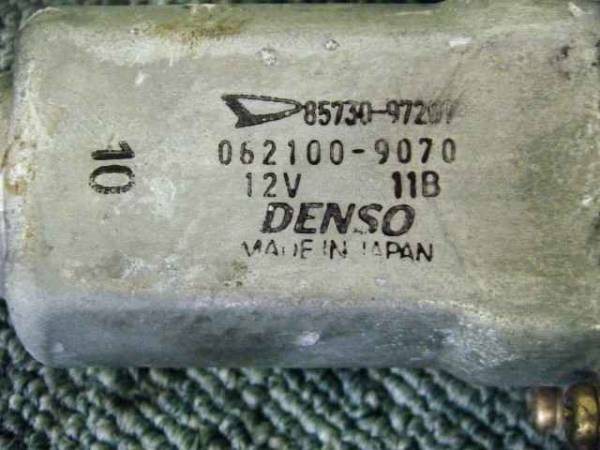 85730-97207
062100-9070
12V 11B
DENSO
MADE IN JAPAN
10